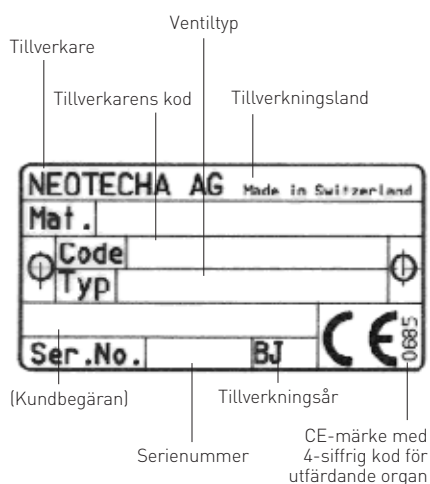 Ventiltyp
Tillverkare
Tillverkarens kod
Tillverkningsland
NEOTECHA AG Made in Switzerland
Mat.
Code
Typ
Ser.No. BJ CE 0685
(Kundbegäran)
Tillverkningsår
Serienummer
CE-märke med
4-siffrig kod för
utfärdande organ